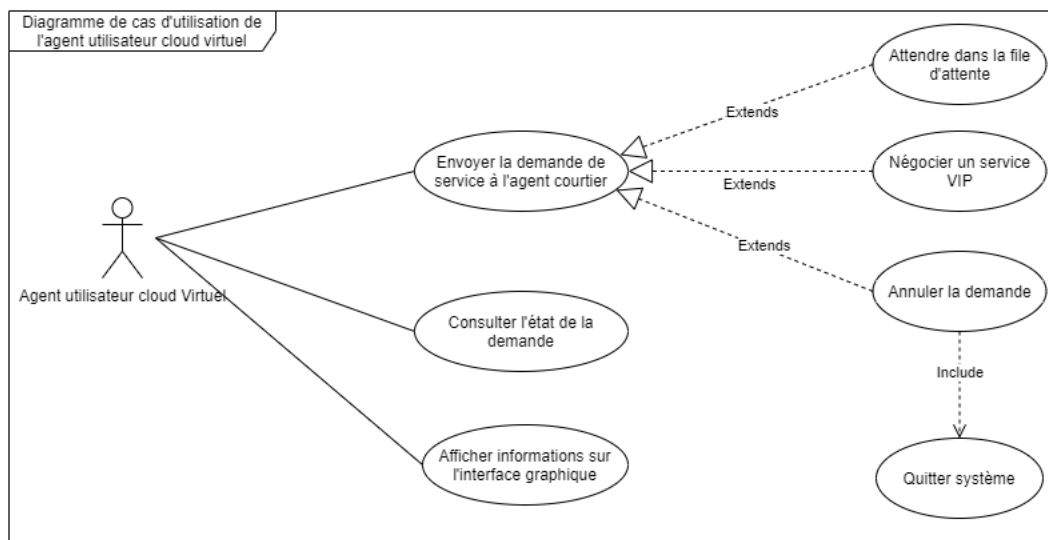 Diagramme de cas d'utilisation de
l'agent utilisateur cloud virtuel
Attendre dans la file
d'attente
Extends
Envoyer la demande de
service à l'agent courtier
Négocier un service
VIP
Extends
Extends
Agent utilisateur cloud Virtuel
Annuler la demande
Consulter l'état de la
demande
Include
Afficher informations sur
l'interface graphique
Quitter système